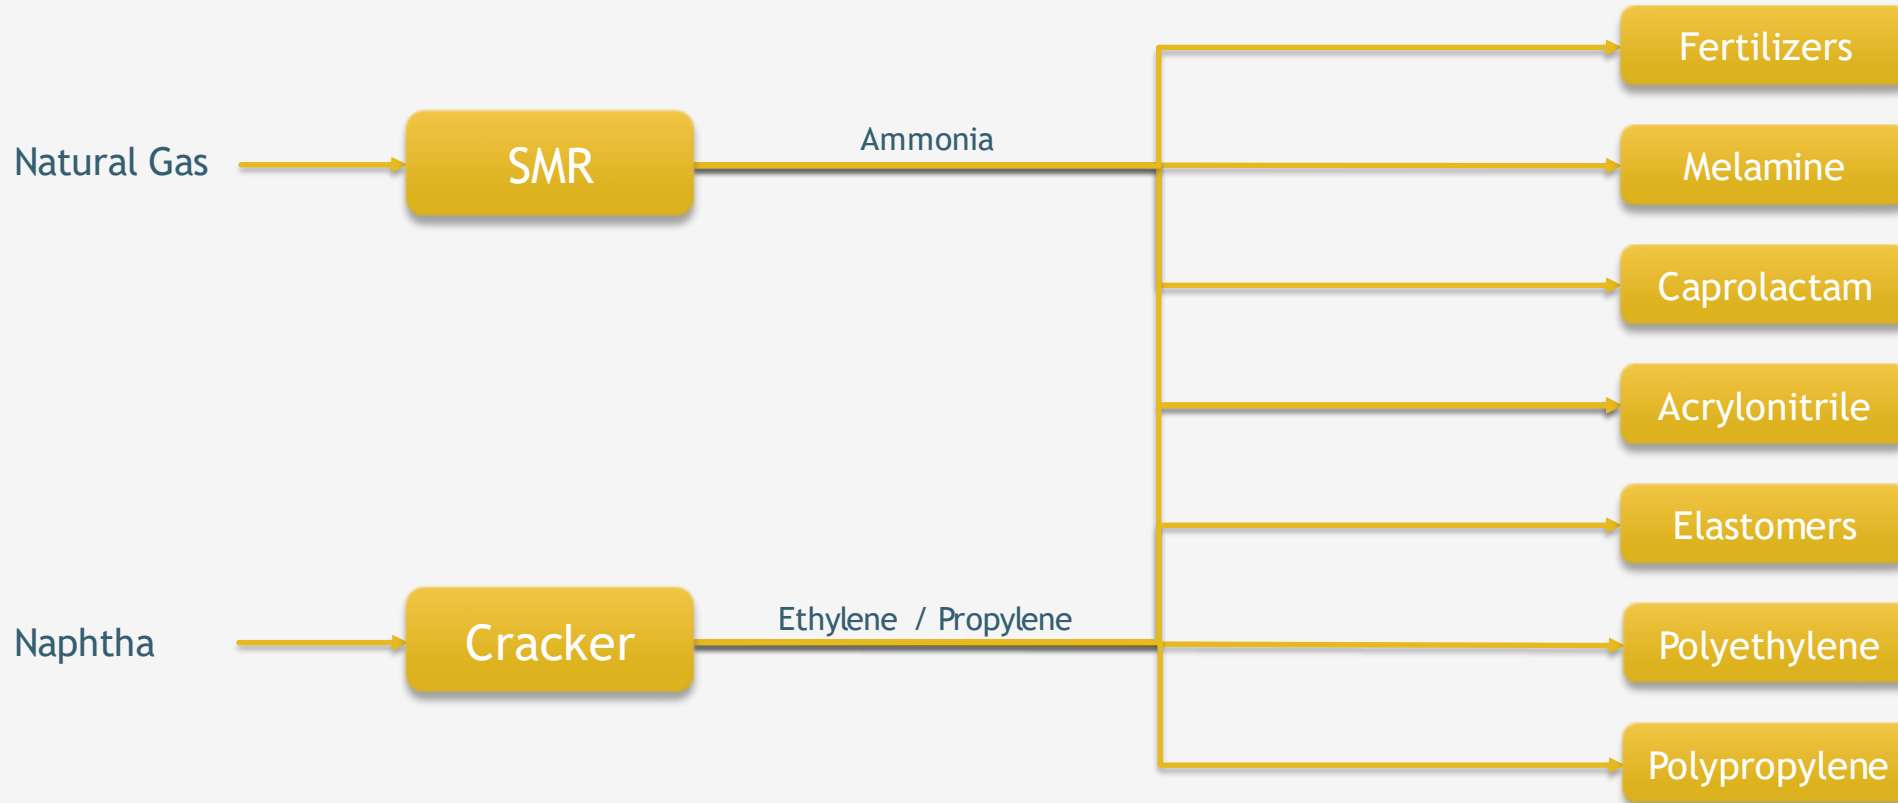 Fertilizers
Ammonia
Natural Gas
SMR
Melamine
Caprolactam
Acrylonitrile
Elastomers
Ethylene / Propylene
Naphtha
Cracker
Polyethylene
Polypropylene